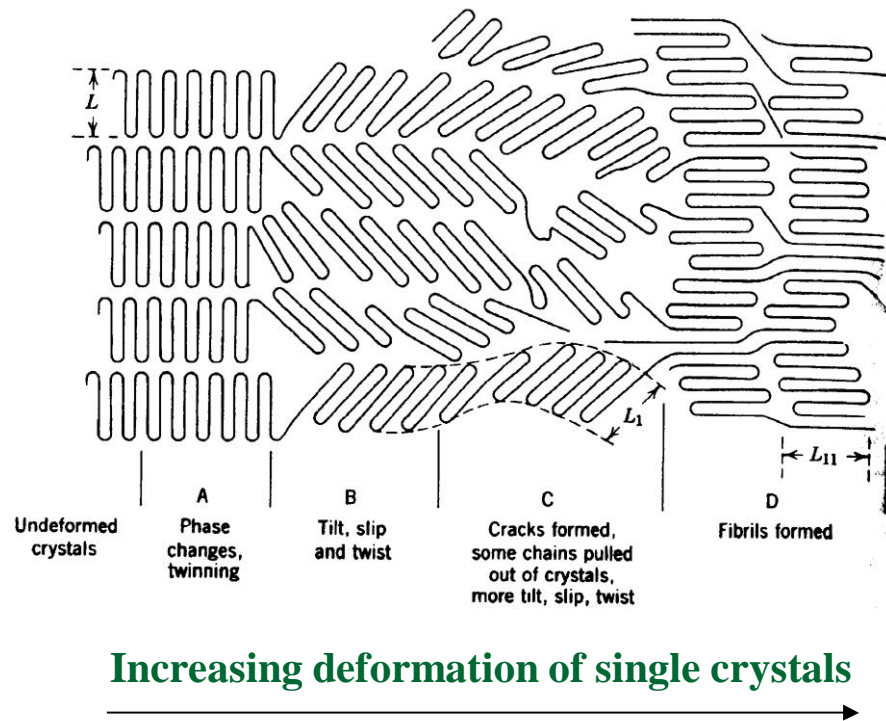 L
L₁
L₁₁
A
B
C
D
Undeformed
crystals
Phase
changes,
twinning
Tilt, slip
and twist
Cracks formed,
some chains pulled
out of crystals,
more tilt, slip, twist
Fibrils formed
Increasing deformation of single crystals